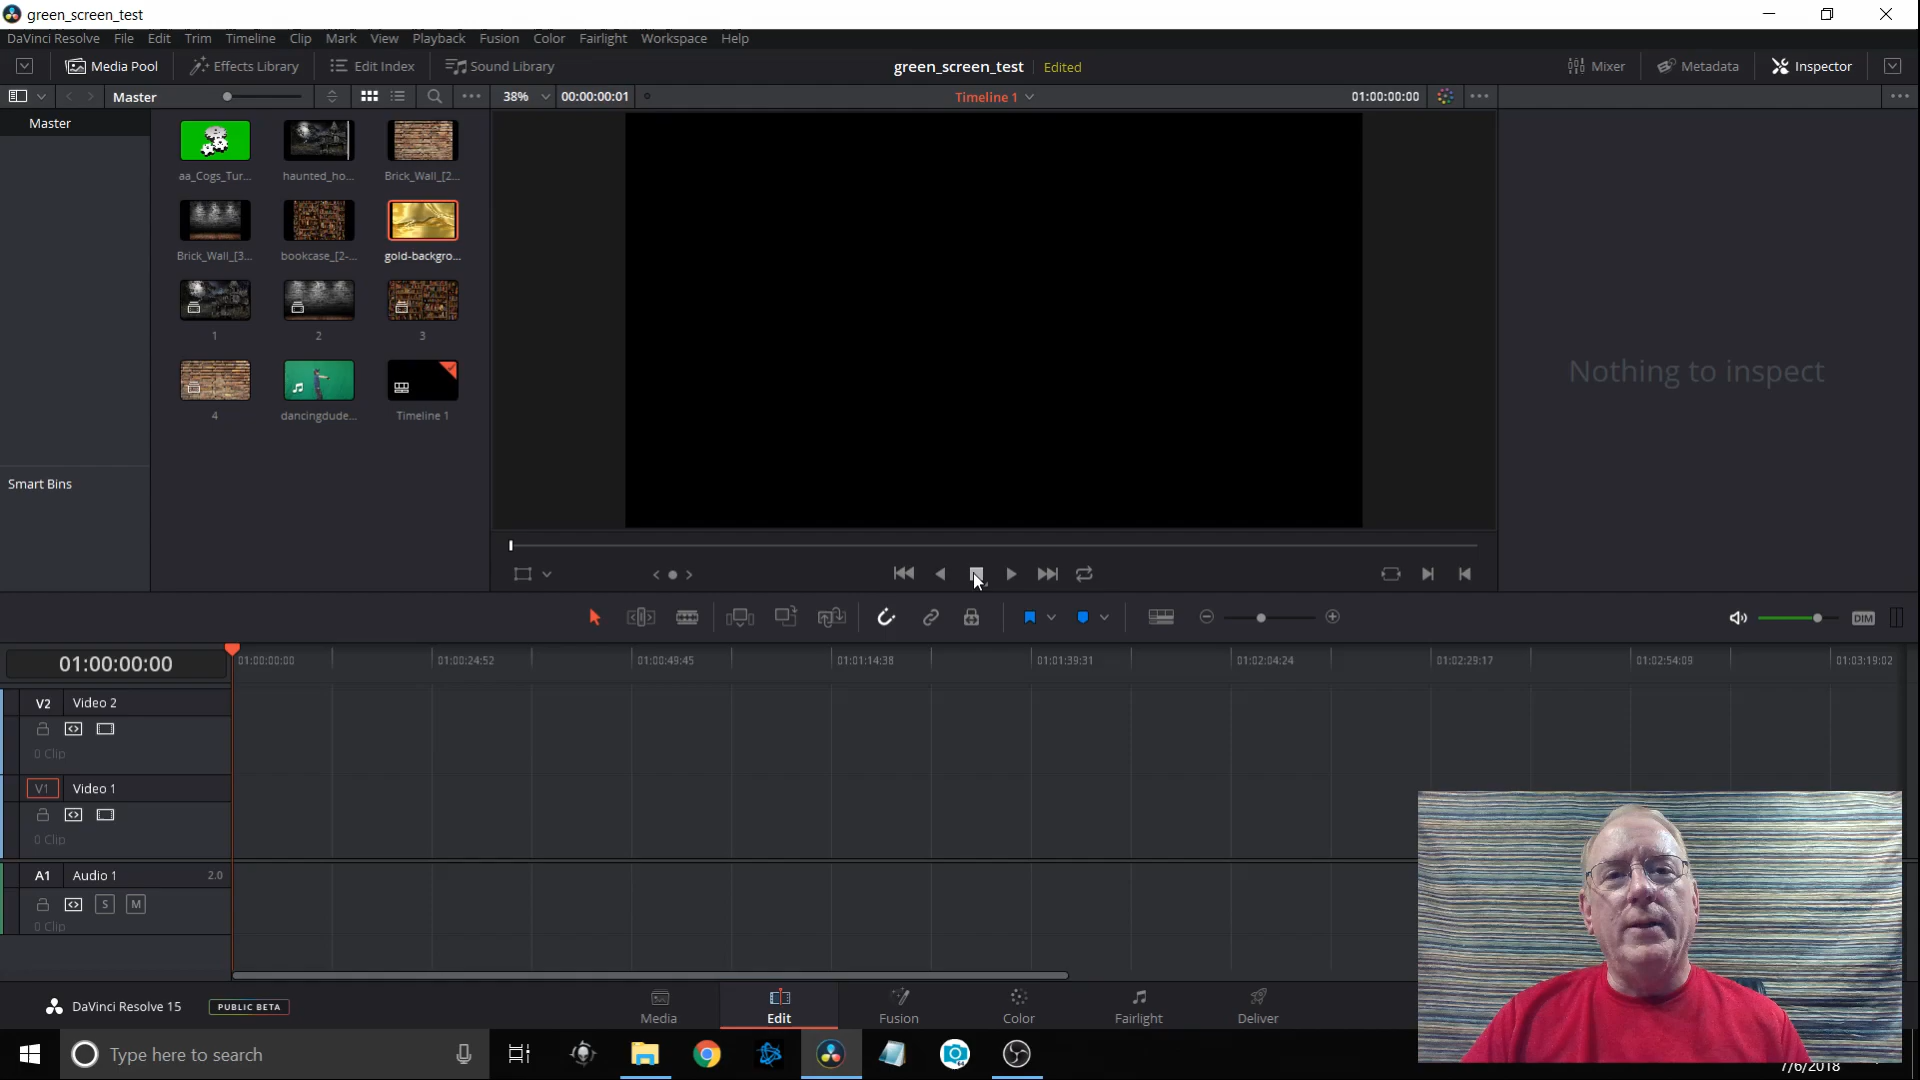 green_screen_test
DaVinci Resolve File Edit Trim Timeline Clip Mark View Playback Fusion Color Fairlight Workspace Help
Media Pool Effects Library Edit Index Sound Library green_screen_test Edited Mixer Metadata Inspector
Master 38% 00:00:00:01 Timeline 1 01:00:00:00
Master
aa_Cogs_Tur... haunted_ho... Brick_Wall_[2...
Brick_Wall_[3... bookcase_[2-... gold-backgro...
1 2 3
4 dancingdude... Timeline 1
Nothing to inspect
Smart Bins
DIM
01:00:00:00 01:00:00:00 01:00:24:52 01:00:49:45 01:01:14:38 01:01:39:31 01:02:04:24 01:02:29:17 01:02:54:09 01:03:19:02
V2 Video 2
0 Clip
V1 Video 1
0 Clip
A1 Audio 1 2.0
S M
0 Clip
DaVinci Resolve 15 PUBLIC BETA Media Edit Fusion Color Fairlight Deliver
Type here to search
7/6/2018